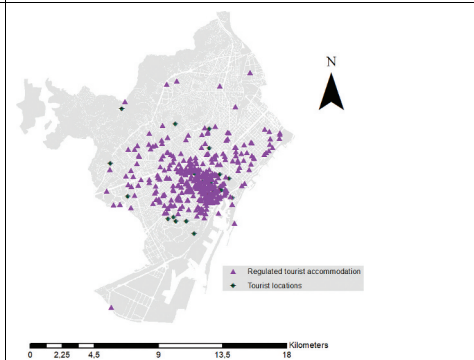 N
Regulated tourist accommodation
Tourist locations
Kilometers
0 2.25 4.5 9 13.5 18